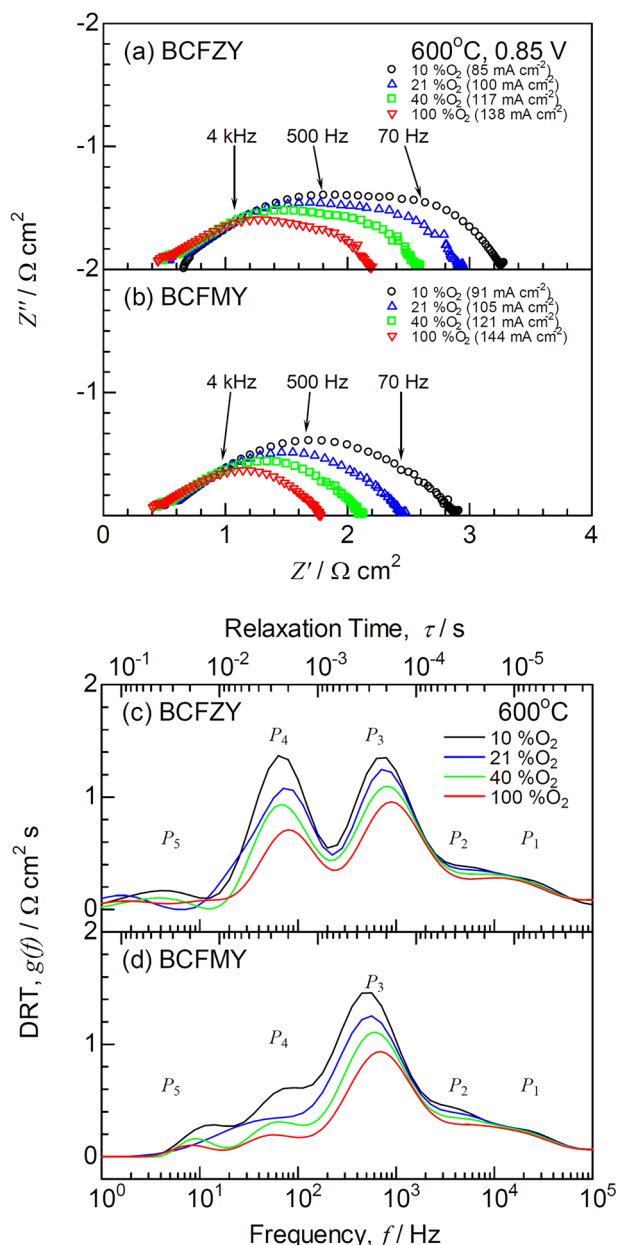 -2
(a) BCFZY
600°C, 0.85 V
10 %O₂ (85 mA cm⁻²)
21 %O₂ (100 mA cm⁻²)
40 %O₂ (117 mA cm⁻²)
100 %O₂ (138 mA cm⁻²)
4 kHz
500 Hz
70 Hz
-1
-2
(b) BCFMY
10 %O₂ (91 mA cm⁻²)
21 %O₂ (105 mA cm⁻²)
40 %O₂ (121 mA cm⁻²)
100 %O₂ (144 mA cm⁻²)
4 kHz
500 Hz
70 Hz
-1
Z'' / Ω cm²
0 1 2 3 4
Z' / Ω cm²
Relaxation Time, τ / s
10⁻¹ 10⁻² 10⁻³ 10⁻⁴ 10⁻⁵
2
(c) BCFZY
600°C
10 %O₂
21 %O₂
40 %O₂
100 %O₂
P₄
P₃
P₅
P₂
P₁
1
0
2
(d) BCFMY
P₃
P₄
P₅
P₂
P₁
1
0
DRT, g(f) / Ω cm² s
10⁰ 10¹ 10² 10³ 10⁴ 10⁵
Frequency, f / Hz